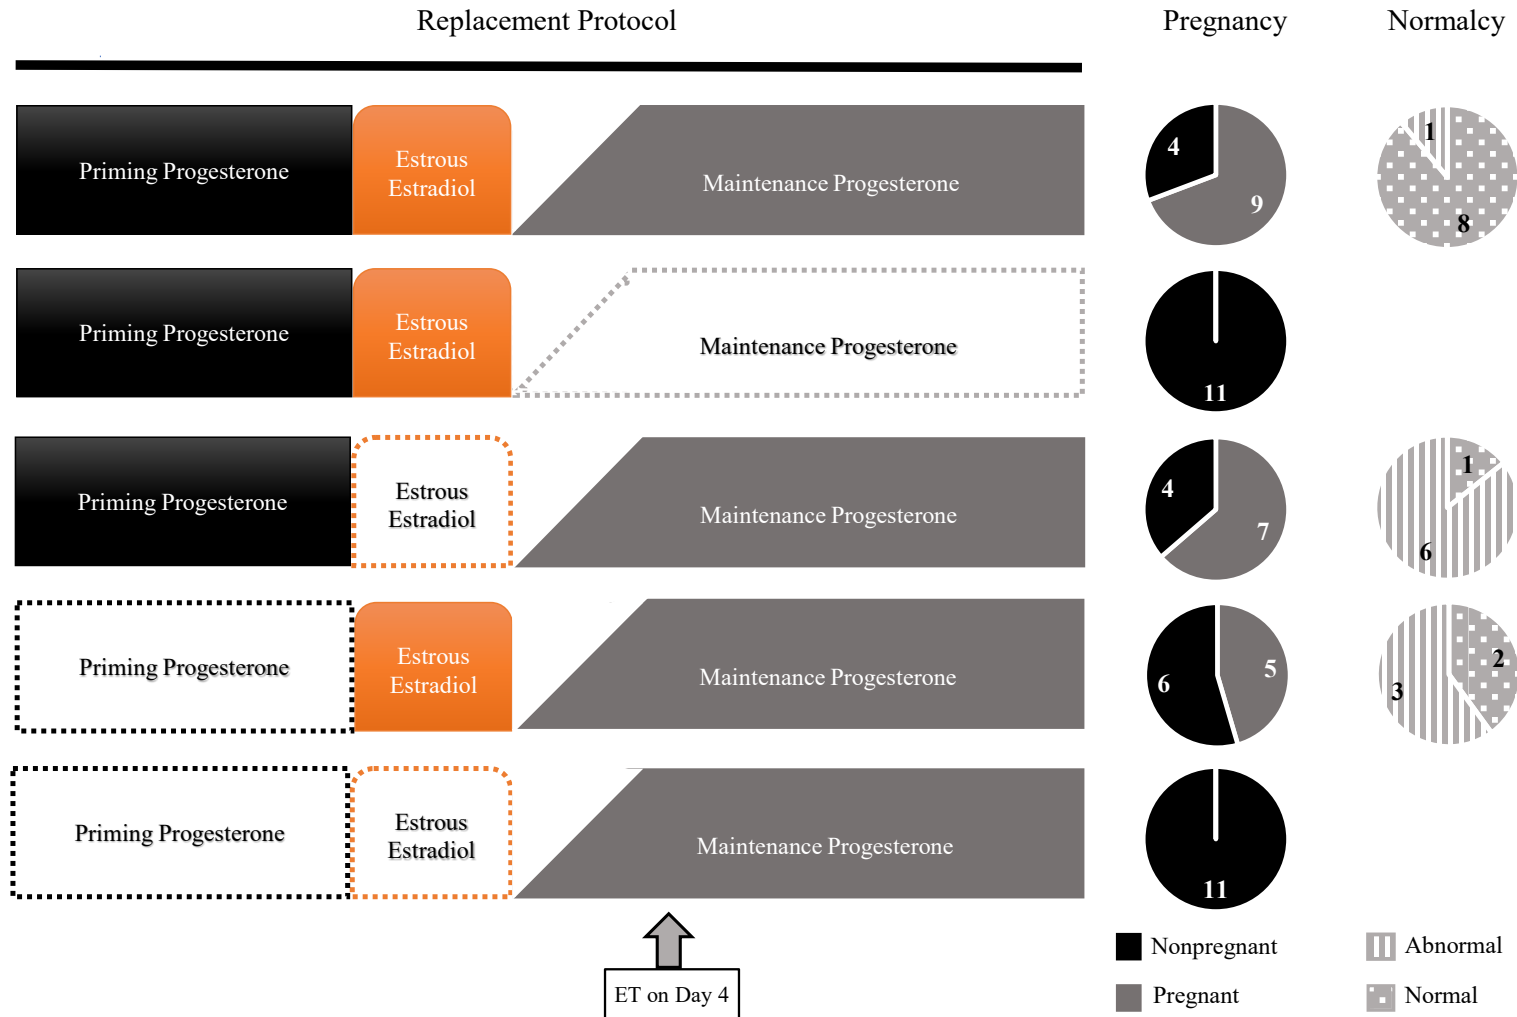 Replacement Protocol
Pregnancy
Normalcy
Priming Progesterone
Estrous
Estradiol
Maintenance Progesterone
4
9
1
8
Priming Progesterone
Estrous
Estradiol
Maintenance Progesterone
11
Priming Progesterone
Estrous
Estradiol
Maintenance Progesterone
4
7
1
6
Priming Progesterone
Estrous
Estradiol
Maintenance Progesterone
6
5
2
3
Priming Progesterone
Estrous
Estradiol
Maintenance Progesterone
11
ET on Day 4
Nonpregnant
Pregnant
Abnormal
Normal